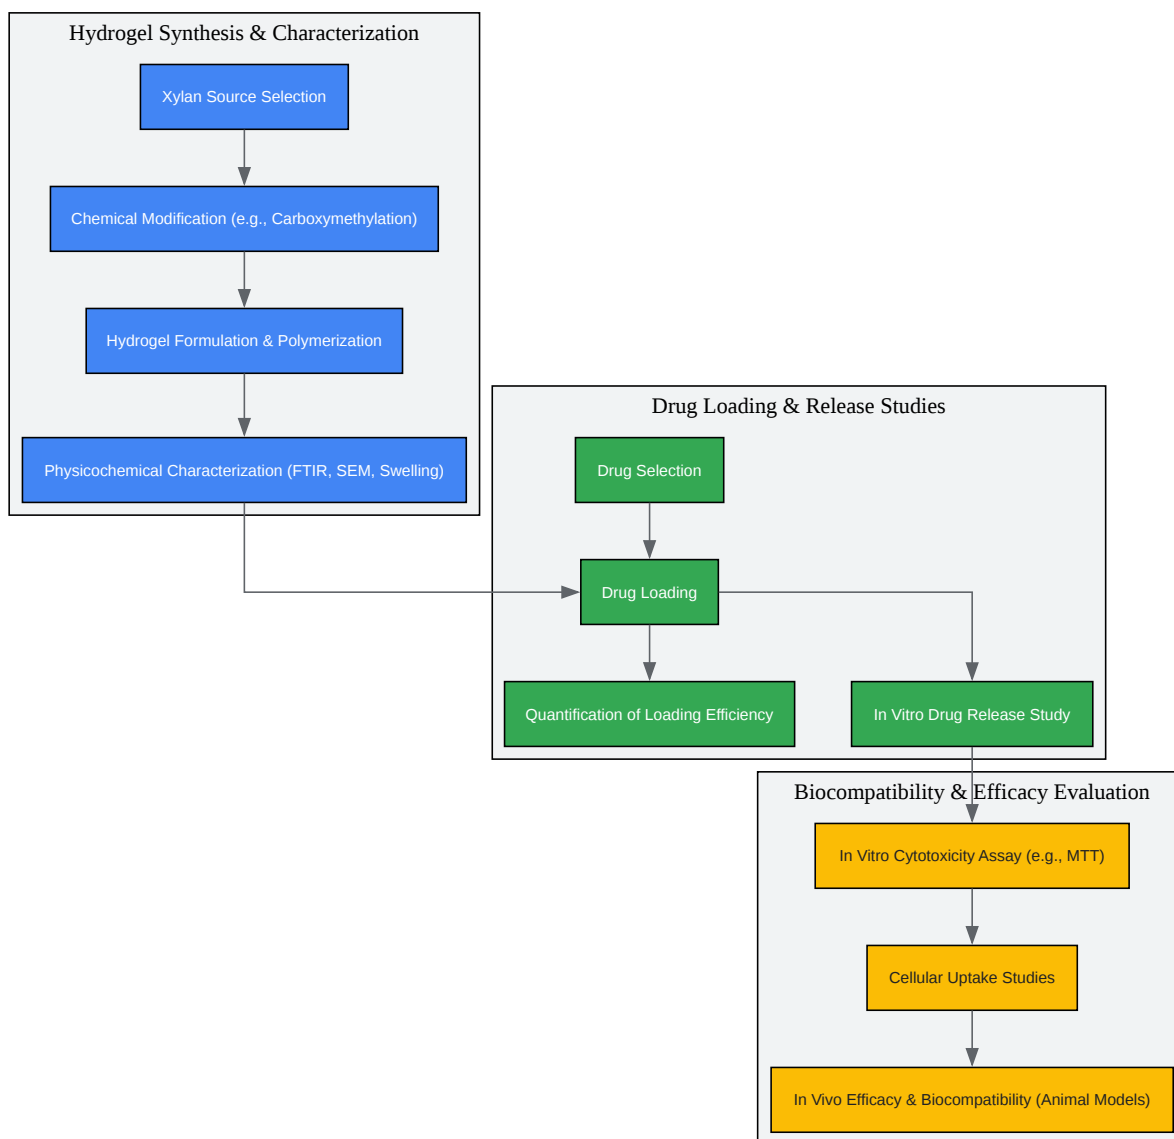 Hydrogel Synthesis & Characterization
Xylan Source Selection
Chemical Modification (e.g., Carboxymethylation)
Hydrogel Formulation & Polymerization
Physicochemical Characterization (FTIR, SEM, Swelling)
Drug Loading & Release Studies
Drug Selection
Drug Loading
Quantification of Loading Efficiency
In Vitro Drug Release Study
Biocompatibility & Efficacy Evaluation
In Vitro Cytotoxicity Assay (e.g., MTT)
Cellular Uptake Studies
In Vivo Efficacy & Biocompatibility (Animal Models)